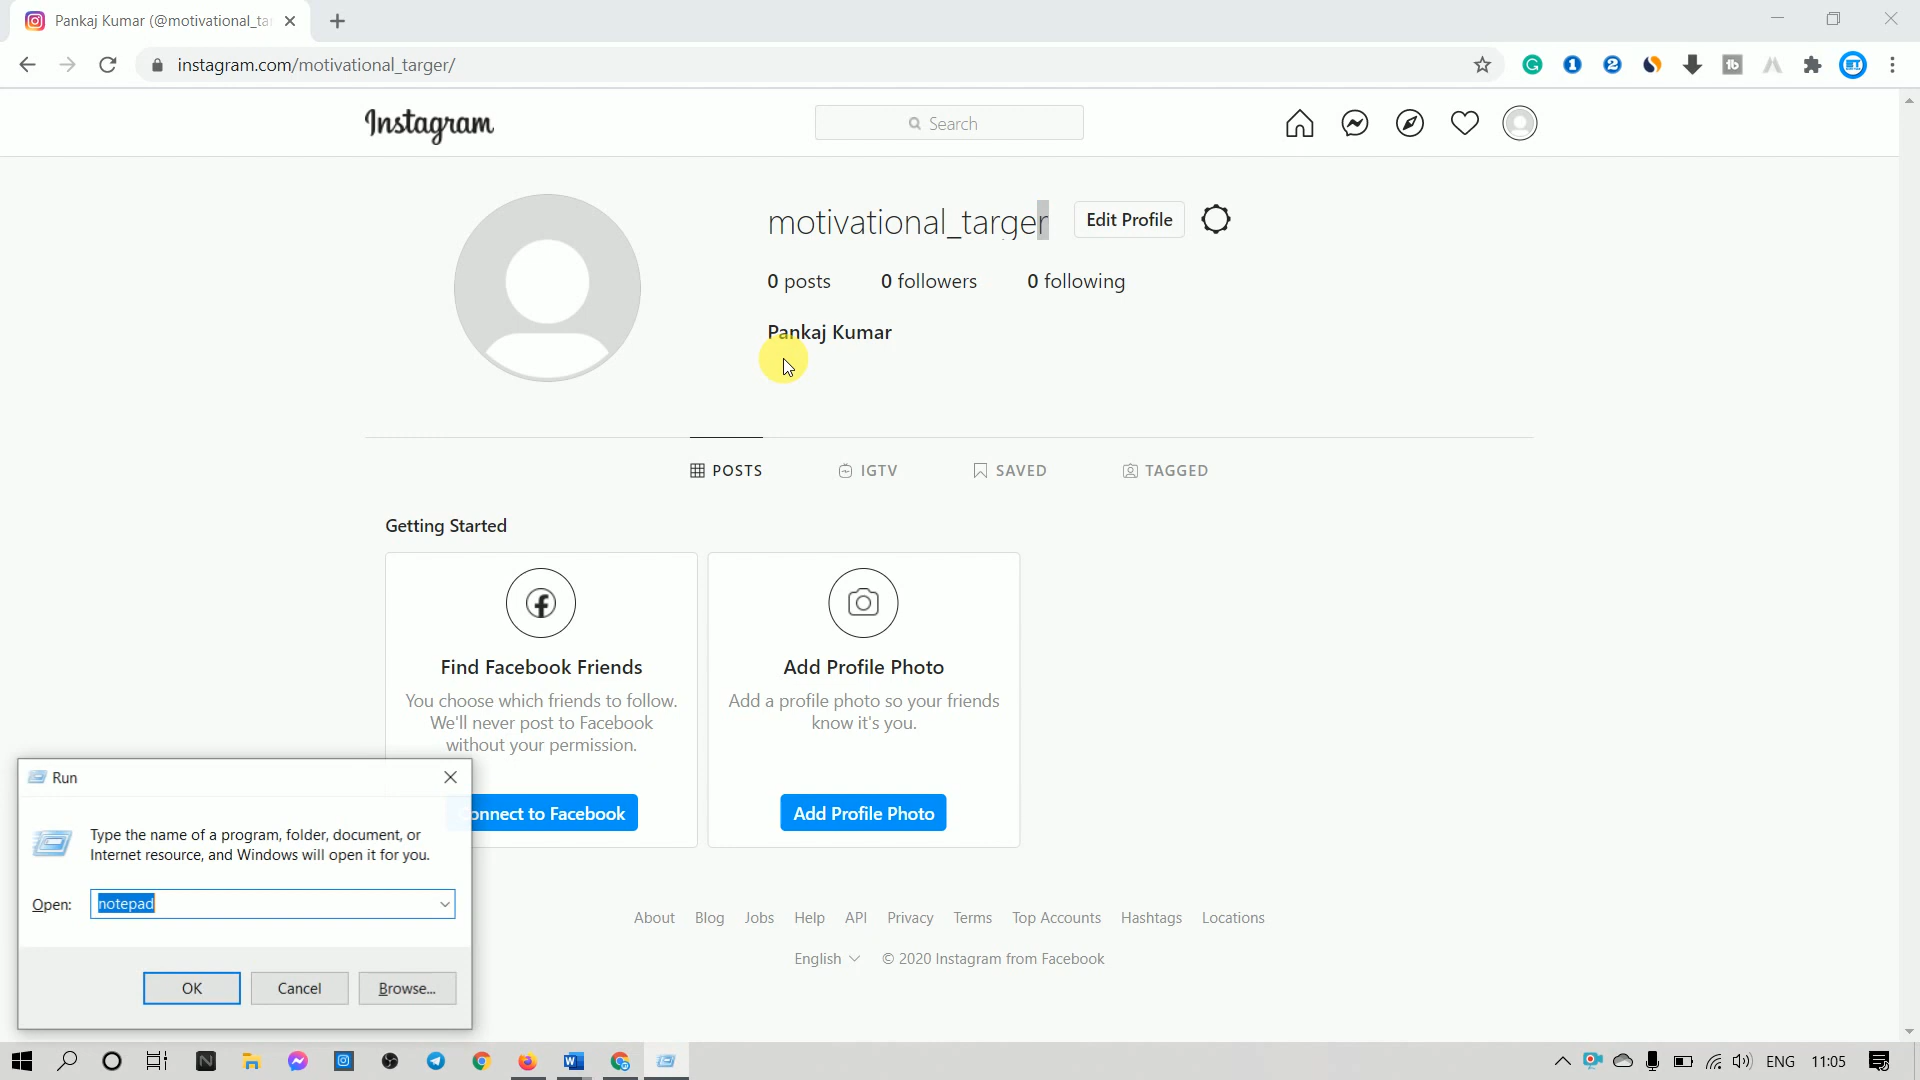 Pankaj Kumar (@motivational_tar
instagram.com/motivational_targer/
Instagram
Search
motivational_targer
Edit Profile
0 posts 0 followers 0 following
Pankaj Kumar
POSTS IGTV SAVED TAGGED
Getting Started
Find Facebook Friends
You choose which friends to follow.
We'll never post to Facebook
without your permission.
onnect to Facebook
Add Profile Photo
Add a profile photo so your friends
know it's you.
Add Profile Photo
Run
Type the name of a program, folder, document, or
Internet resource, and Windows will open it for you.
Open: notepad
OK Cancel Browse...
About Blog Jobs Help API Privacy Terms Top Accounts Hashtags Locations
English © 2020 Instagram from Facebook
ENG 11:05